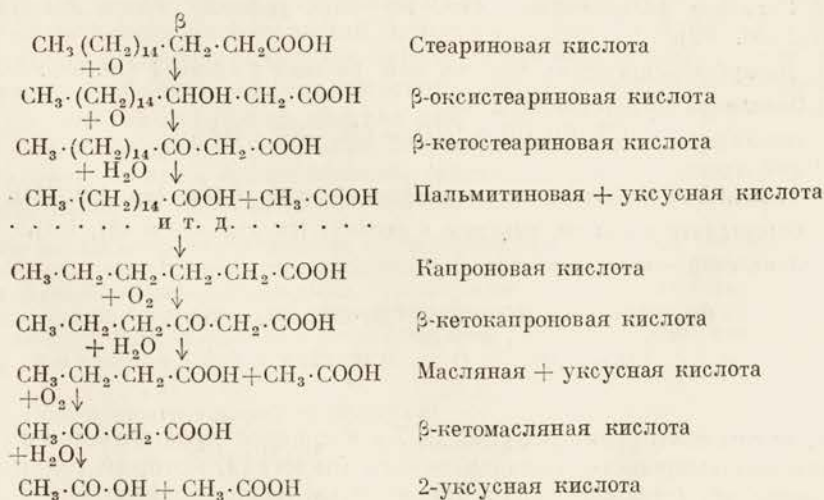 β
CH₃(CH₂)₁₄·CH₂·CH₂COOH Стеариновая кислота
+ O ↓
CH₃·(CH₂)₁₄·CHOH·CH₂·COOH β-оксистеариновая кислота
+ O ↓
CH₃·(CH₂)₁₄·CO·CH₂·COOH β-кетостеариновая кислота
+ H₂O ↓
CH₃·(CH₂)₁₄·COOH+CH₃·COOH Пальмитиновая + уксусная кислота
. . . . . . и т. д. . . . . . .
↓
CH₃·CH₂·CH₂·CH₂·CH₂·COOH Капроновая кислота
+ O₂ ↓
CH₃·CH₂·CH₂·CO·CH₂·COOH β-кетокапроновая кислота
+ H₂O ↓
CH₃·CH₂·CH₂·COOH+CH₃·COOH Масляная + уксусная кислота
+O₂↓
CH₃·CO·CH₂·COOH β-кетомасляная кислота
+H₂O↓
CH₃·CO·OH + CH₃·COOH 2-уксусная кислота